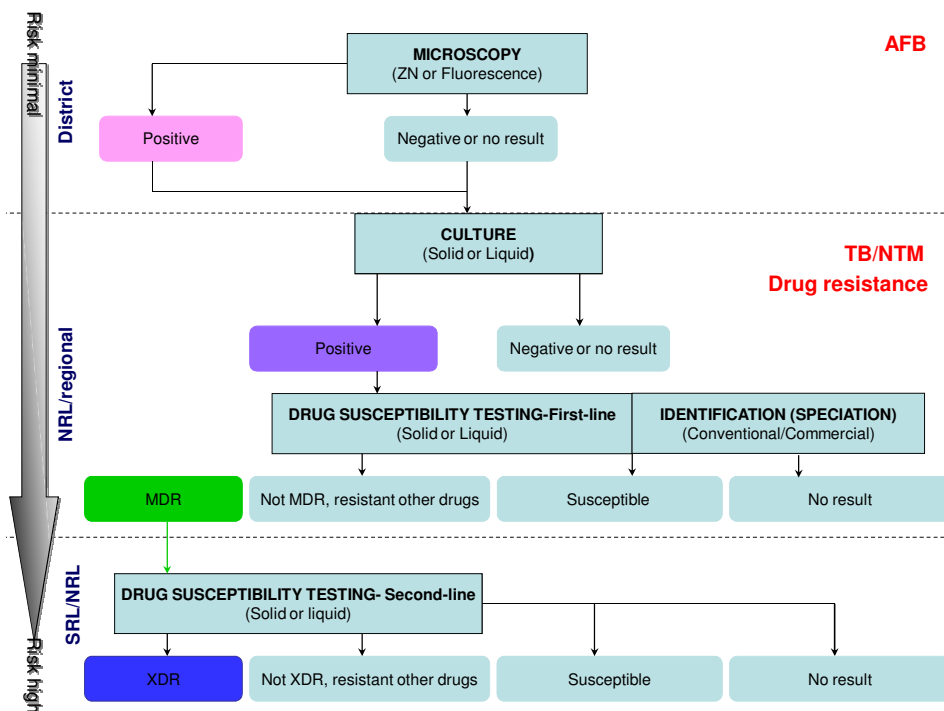 Risk minimal
AFB
MICROSCOPY
(ZN or Fluorescence)
District
Positive
Negative or no result
CULTURE
(Solid or Liquid)
TB/NTM
Drug resistance
NRL/regional
Positive
Negative or no result
DRUG SUSCEPTIBILITY TESTING-First-line
(Solid or Liquid)
IDENTIFICATION (SPECIATION)
(Conventional/Commercial)
MDR
Not MDR, resistant other drugs
Susceptible
No result
SRL/NRL
DRUG SUSCEPTIBILITY TESTING- Second-line
(Solid or liquid)
Risk high
XDR
Not XDR, resistant other drugs
Susceptible
No result